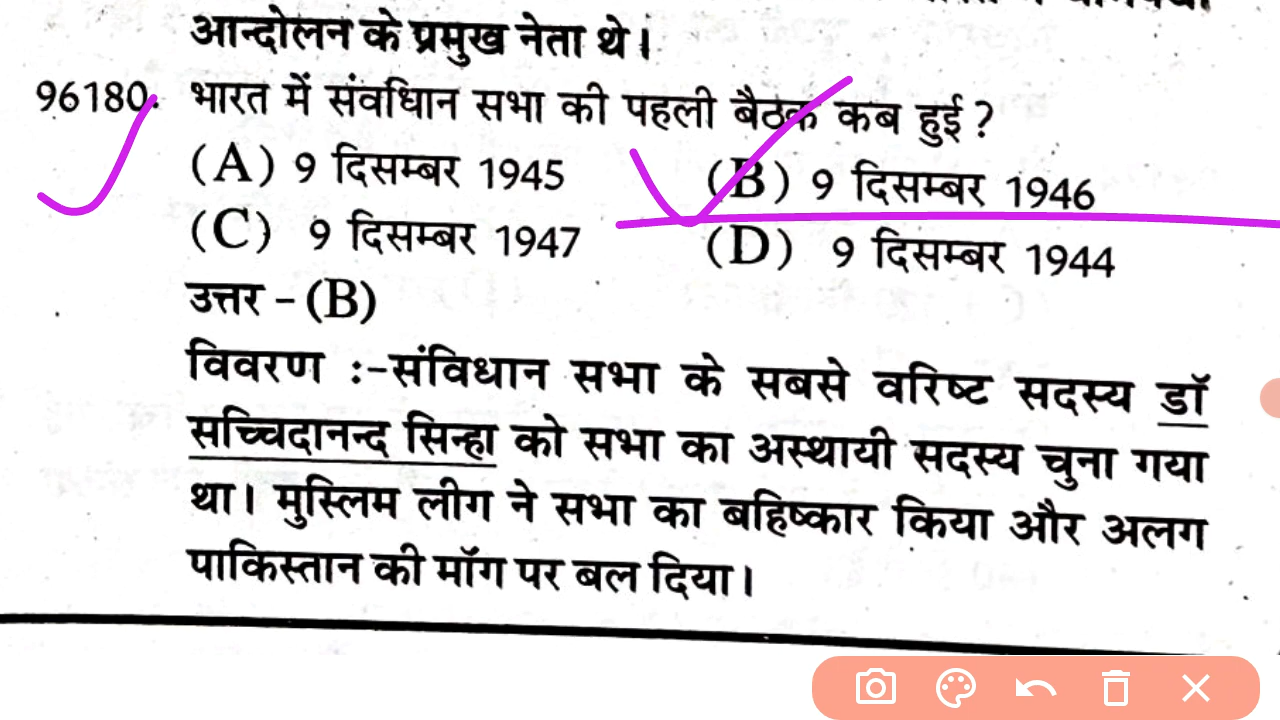 आन्दोलन के प्रमुख नेता थे।
96180. भारत में संवधिान सभा की पहली बैठक कब हुई ?
(A) 9 दिसम्बर 1945 (B) 9 दिसम्बर 1946
(C) 9 दिसम्बर 1947 (D) 9 दिसम्बर 1944
उत्तर - (B)
विवरण :-संविधान सभा के सबसे वरिष्ट सदस्य डॉ
सच्चिदानन्द सिन्हा को सभा का अस्थायी सदस्य चुना गया
था। मुस्लिम लीग ने सभा का बहिष्कार किया और अलग
पाकिस्तान की मॉग पर बल दिया।